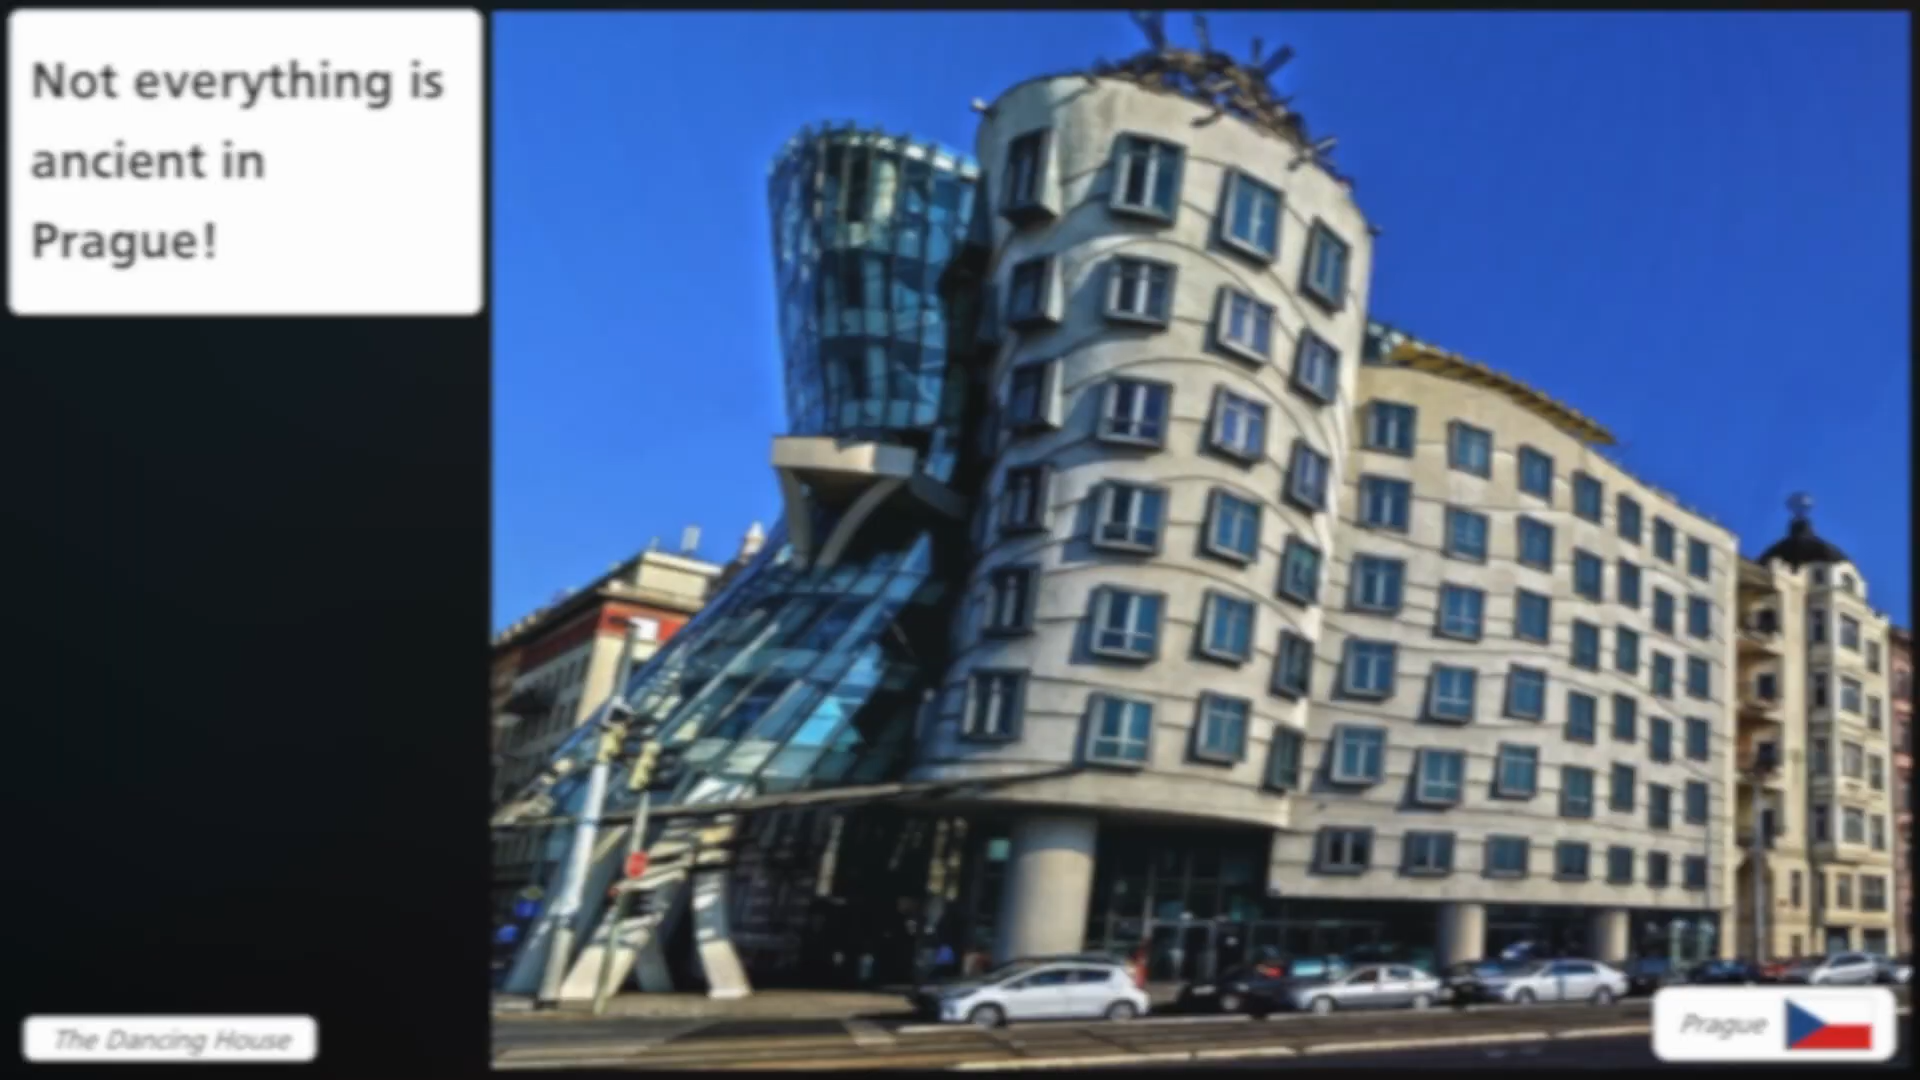 Not everything is
ancient in
Prague!
The Dancing House
Prague